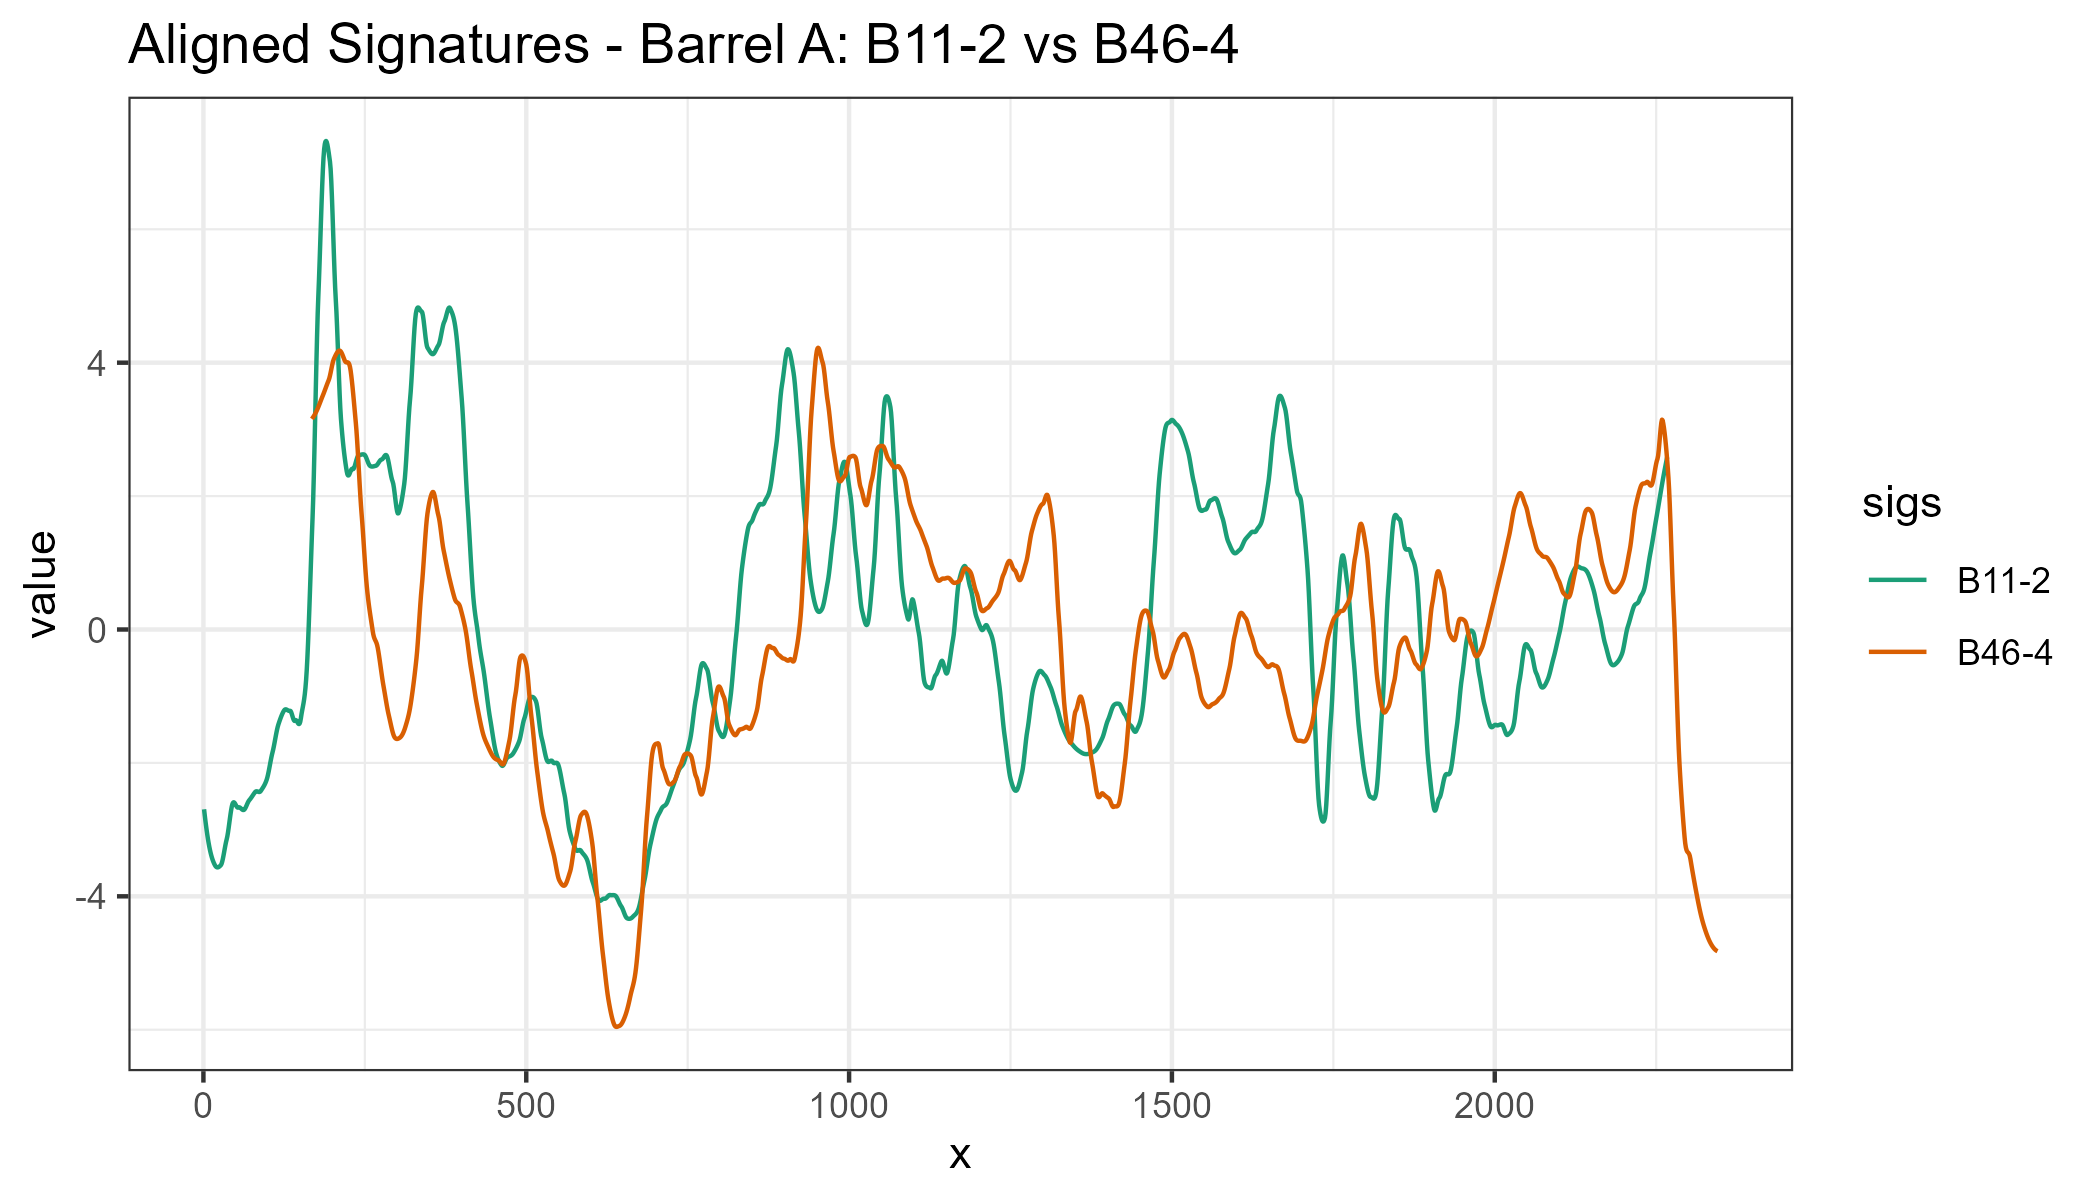 Aligned Signatures - Barrel A: B11-2 vs B46-4
value
4
0
-4
0
500
1000
1500
2000
x
sigs
B11-2
B46-4